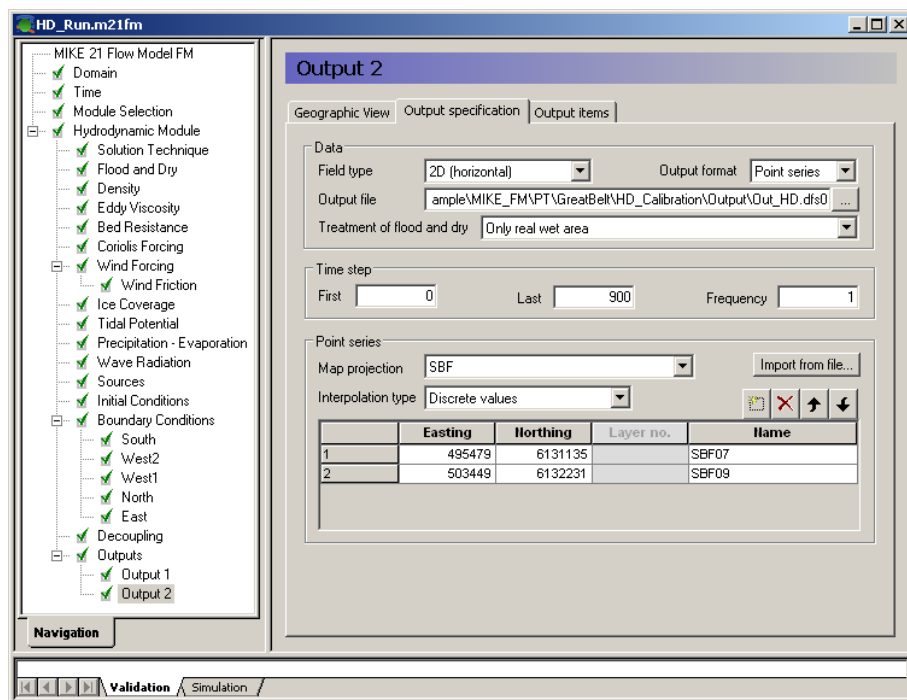 HD_Run.m21fm
MIKE 21 Flow Model FM
Domain
Time
Module Selection
Hydrodynamic Module
Solution Technique
Flood and Dry
Density
Eddy Viscosity
Bed Resistance
Coriolis Forcing
Wind Forcing
Wind Friction
Ice Coverage
Tidal Potential
Precipitation - Evaporation
Wave Radiation
Sources
Initial Conditions
Boundary Conditions
South
West2
West1
North
East
Decoupling
Outputs
Output 1
Output 2
Navigation
Output 2
Geographic View Output specification Output items
Data
Field type 2D (horizontal) Output format Point series
Output file ample\MIKE_FM\PT\GreatBelt\HD_Calibration\Output\Out_HD.dfs0 ...
Treatment of flood and dry Only real wet area
Time step
First 0 Last 900 Frequency 1
Point series
Map projection SBF Import from file...
Interpolation type Discrete values
Easting Northing Layer no. Name
1 495479 6131135 SBF07
2 503449 6132231 SBF09
Validation Simulation